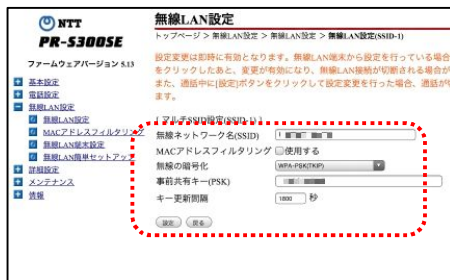 NTT
PR-S300SE
ファームウェアバージョン 5.13
基本設定
電話設定
無線LAN設定
無線LAN設定
MACアドレスフィルタリング
無線LAN端末設定
無線LAN簡単セットアップ
詳細設定
メンテナンス
情報
無線LAN設定
トップページ > 無線LAN設定 > 無線LAN設定 > 無線LAN設定(SSID-1)
設定変更は即時に有効となります。無線LAN端末から設定を行っている場合
をクリックしたあと、変更が有効になり、無線LAN接続が切断される場合が
また、通話中に[設定]ボタンをクリックして設定変更を行った場合、通話が
ます。
[ マルチSSID設定(SSID-1) ]
無線ネットワーク名(SSID)
MACアドレスフィルタリング 使用する
無線の暗号化 WPA-PSK(TKIP)
事前共有キー(PSK)
キー更新間隔 1800 秒
設定 戻る